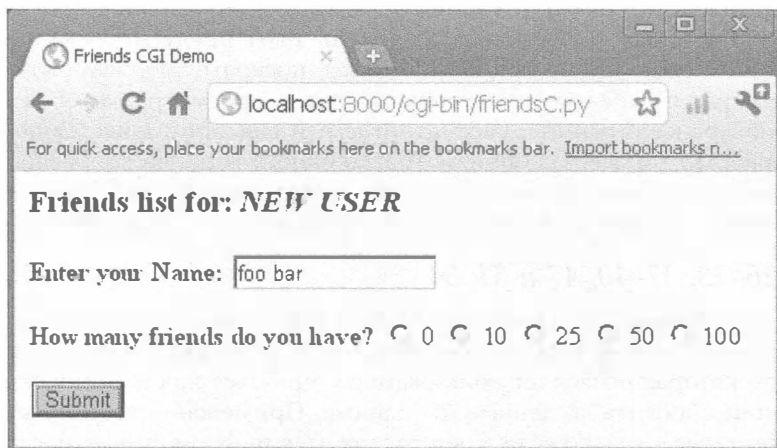 Friends CGI Demo
localhost:8000/cgi-bin/friendsC.py
For quick access, place your bookmarks here on the bookmarks bar. Import bookmarks n...
Friends list for: NEW USER
Enter your Name: foo bar
How many friends do you have? 0 10 25 50 100
Submit